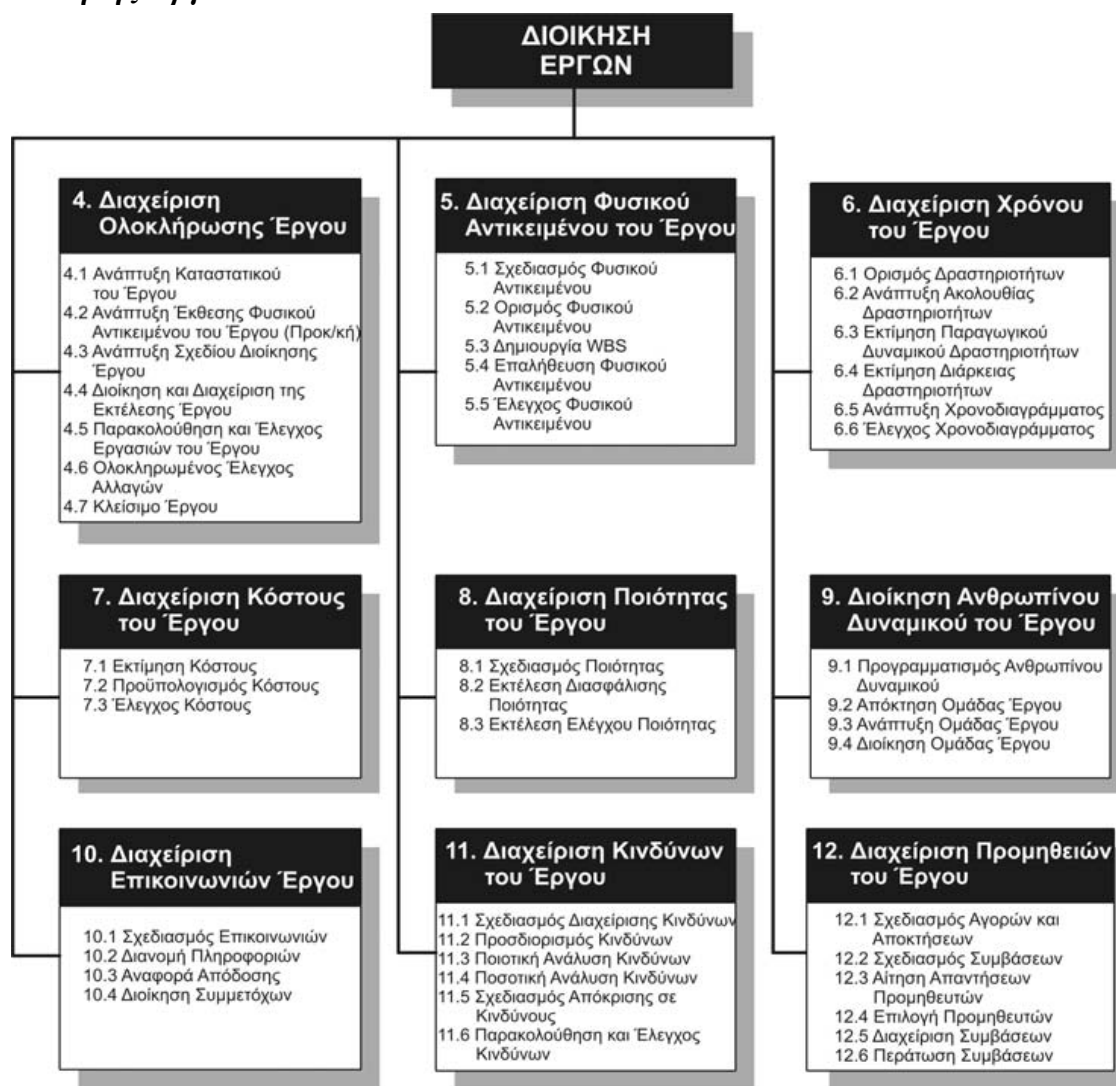 ΔΙΟΙΚΗΣΗ
ΕΡΓΩΝ
4. Διαχείριση
Ολοκλήρωσης Έργου
4.1 Ανάπτυξη Καταστατικού
του Έργου
4.2 Ανάπτυξη Έκθεσης Φυσικού
Αντικειμένου του Έργου (Προκ/κή)
4.3 Ανάπτυξη Σχεδίου Διοίκησης
Έργου
4.4 Διοίκηση και Διαχείριση της
Εκτέλεσης Έργου
4.5 Παρακολούθηση και Έλεγχος
Εργασιών του Έργου
4.6 Ολοκληρωμένος Έλεγχος
Αλλαγών
4.7 Κλείσιμο Έργου
5. Διαχείριση Φυσικού
Αντικειμένου του Έργου
5.1 Σχεδιασμός Φυσικού
Αντικειμένου
5.2 Ορισμός Φυσικού
Αντικειμένου
5.3 Δημιουργία WBS
5.4 Επαλήθευση Φυσικού
Αντικειμένου
5.5 Έλεγχος Φυσικού
Αντικειμένου
6. Διαχείριση Χρόνου
του Έργου
6.1 Ορισμός Δραστηριοτήτων
6.2 Ανάπτυξη Ακολουθίας
Δραστηριοτήτων
6.3 Εκτίμηση Παραγωγικού
Δυναμικού Δραστηριοτήτων
6.4 Εκτίμηση Διάρκειας
Δραστηριοτήτων
6.5 Ανάπτυξη Χρονοδιαγράμματος
6.6 Έλεγχος Χρονοδιαγράμματος
7. Διαχείριση Κόστους
του Έργου
7.1 Εκτίμηση Κόστους
7.2 Προϋπολογισμός Κόστους
7.3 Έλεγχος Κόστους
8. Διαχείριση Ποιότητας
του Έργου
8.1 Σχεδιασμός Ποιότητας
8.2 Εκτέλεση Διασφάλισης
Ποιότητας
8.3 Εκτέλεση Ελέγχου Ποιότητας
9. Διοίκηση Ανθρωπίνου
Δυναμικού του Έργου
9.1 Προγραμματισμός Ανθρωπίνου
Δυναμικού
9.2 Απόκτηση Ομάδας Έργου
9.3 Ανάπτυξη Ομάδας Έργου
9.4 Διοίκηση Ομάδας Έργου
10. Διαχείριση
Επικοινωνιών Έργου
10.1 Σχεδιασμός Επικοινωνιών
10.2 Διανομή Πληροφοριών
10.3 Αναφορά Απόδοσης
10.4 Διοίκηση Συμμετόχων
11. Διαχείριση Κινδύνων
του Έργου
11.1 Σχεδιασμός Διαχείρισης Κινδύνων
11.2 Προσδιορισμός Κινδύνων
11.3 Ποιοτική Ανάλυση Κινδύνων
11.4 Ποσοτική Ανάλυση Κινδύνων
11.5 Σχεδιασμός Απόκρισης σε
Κινδύνους
11.6 Παρακολούθηση και Έλεγχος
Κινδύνων
12. Διαχείριση Προμηθειών
του Έργου
12.1 Σχεδιασμός Αγορών και
Αποκτήσεων
12.2 Σχεδιασμός Συμβάσεων
12.3 Αίτηση Απαντήσεων
Προμηθευτών
12.4 Επιλογή Προμηθευτών
12.5 Διαχείριση Συμβάσεων
12.6 Περάτωση Συμβάσεων